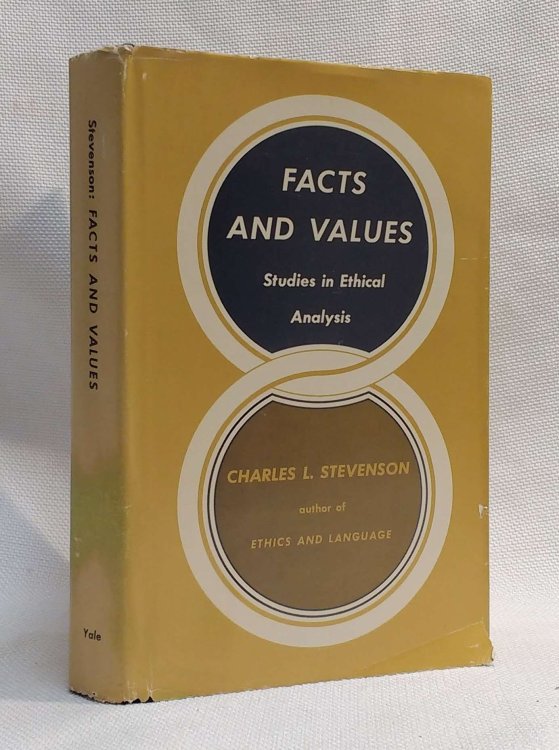 Stevenson: FACTS AND VALUES
Yale
FACTS
AND VALUES
Studies in Ethical
Analysis
CHARLES L. STEVENSON
author of
ETHICS AND LANGUAGE